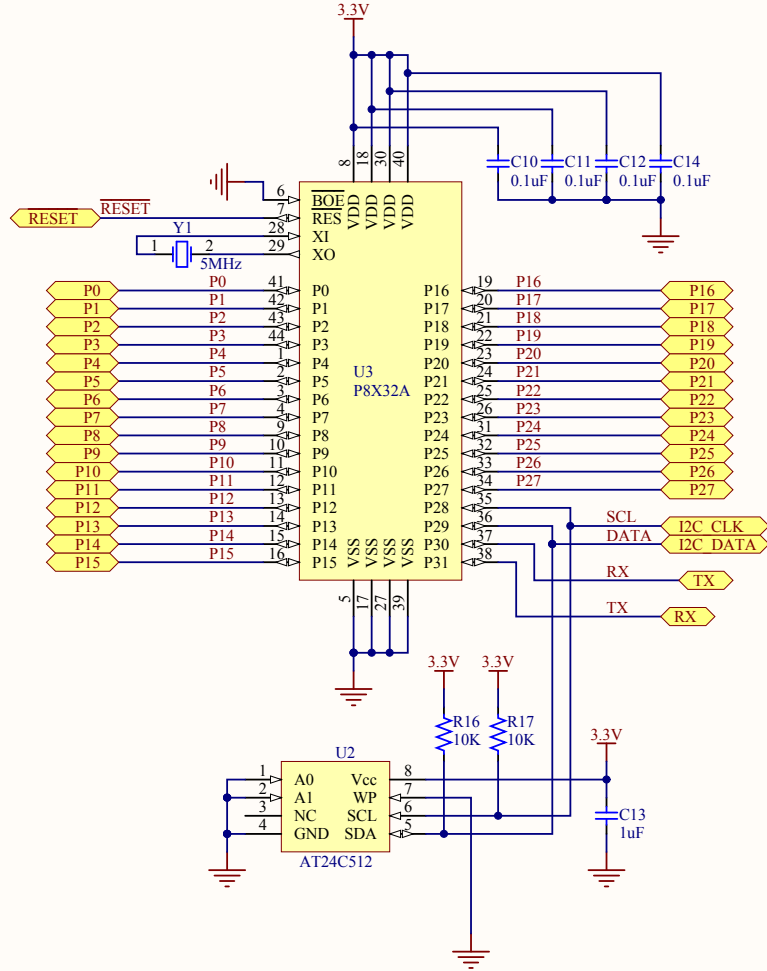 3.3V
8 18 30 40
VDD VDD VDD VDD
C10 C11 C12 C14
0.1uF 0.1uF 0.1uF 0.1uF
6 BOE
RESET RESET 7 RES
28 XI
Y1
1 2 29 XO
5MHz
P0 P0 41 P0 P16 19 P16 P16
P1 P1 42 P1 P17 20 P17 P17
P2 P2 43 P2 P18 21 P18 P18
P3 P3 44 P3 P19 22 P19 P19
P4 P4 1 P4 P20 23 P20 P20
P5 P5 2 P5 P21 24 P21 P21
U3
P8X32A
P6 P6 3 P6 P22 25 P22 P22
P7 P7 4 P7 P23 26 P23 P23
P8 P8 9 P8 P24 31 P24 P24
P9 P9 10 P9 P25 32 P25 P25
P10 P10 11 P10 P26 33 P26 P26
P11 P11 12 P11 P27 34 P27 P27
P12 P12 13 P12 P28 35
P13 P13 14 P13 P29 36 SCL I2C_CLK
P14 P14 15 P14 P30 37 DATA I2C_DATA
P15 P15 16 P15 P31 38
VSS VSS VSS VSS
RX TX
5 17 27 39
TX RX
3.3V 3.3V
R16 R17
10K 10K
3.3V
U2
1 A0 Vcc 8
2 A1 WP 7
3 NC SCL 6
4 GND SDA 5
AT24C512
C13
1uF